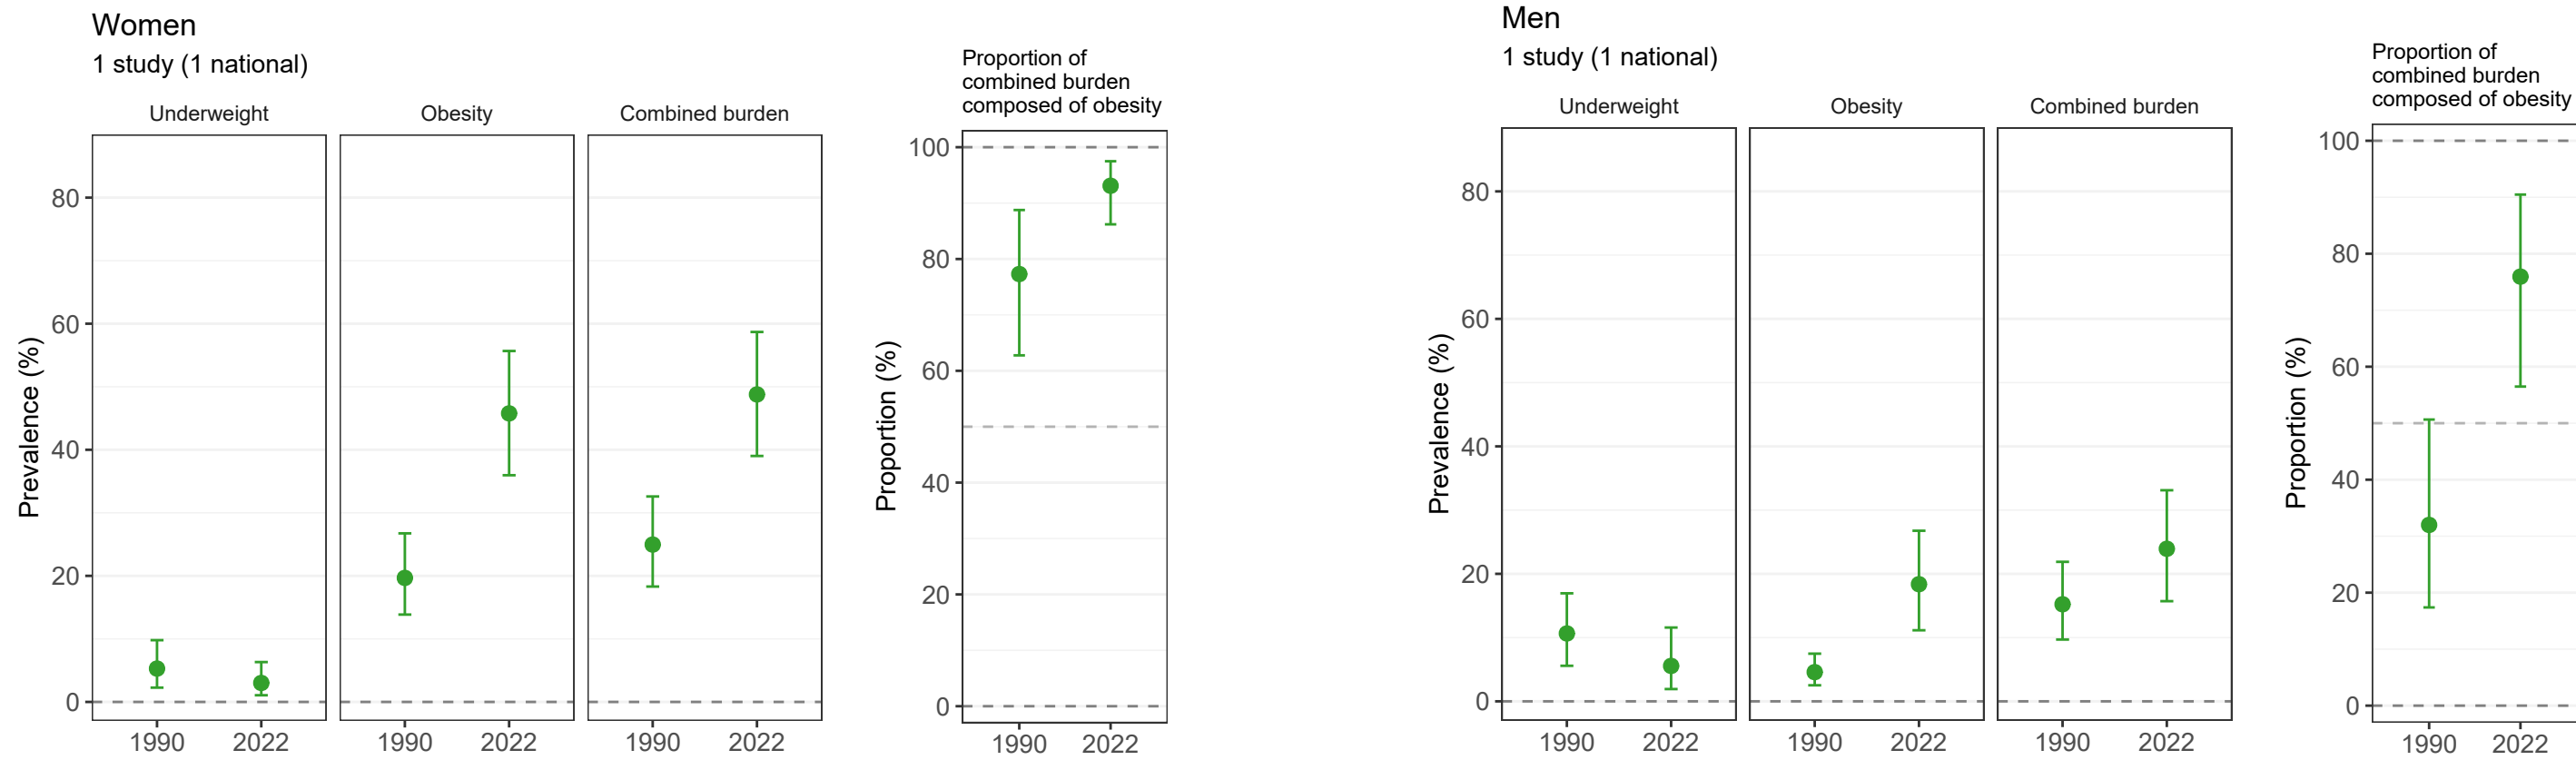 Women
1 study (1 national)
Underweight
Obesity
Combined burden
Prevalence (%)
80
60
40
20
0
1990
2022
1990
2022
1990
2022
Proportion of
combined burden
composed of obesity
Proportion (%)
100
80
60
40
20
0
1990
2022
Men
1 study (1 national)
Underweight
Obesity
Combined burden
Prevalence (%)
80
60
40
20
0
1990
2022
1990
2022
1990
2022
Proportion of
combined burden
composed of obesity
Proportion (%)
100
80
60
40
20
0
1990
2022